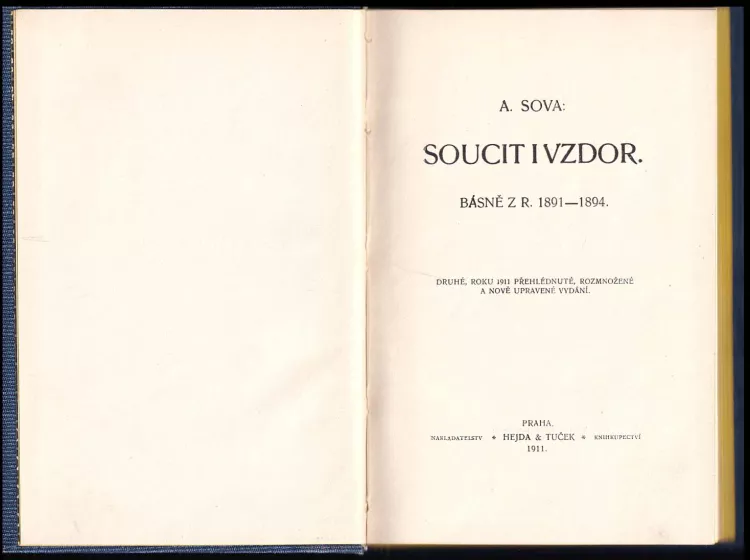 A. SOVA:
SOUCIT I VZDOR.
BÁSNĚ Z R. 1891—1894.
DRUHÉ, ROKU 1911 PŘEHLÉDNUTÉ, ROZMNOŽENÉ
A NOVĚ UPRAVENÉ VYDÁNÍ.
PRAHA.
NAKLADATELSTV * HEJDA & TUČEK * KNIHKUPECTVÍ
1911.